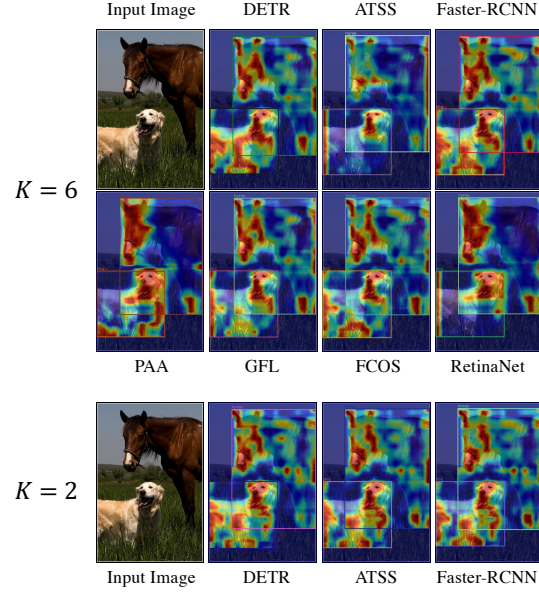 Input Image DETR ATSS Faster-RCNN
K = 6
PAA GFL FCOS RetinaNet
K = 2
Input Image DETR ATSS Faster-RCNN